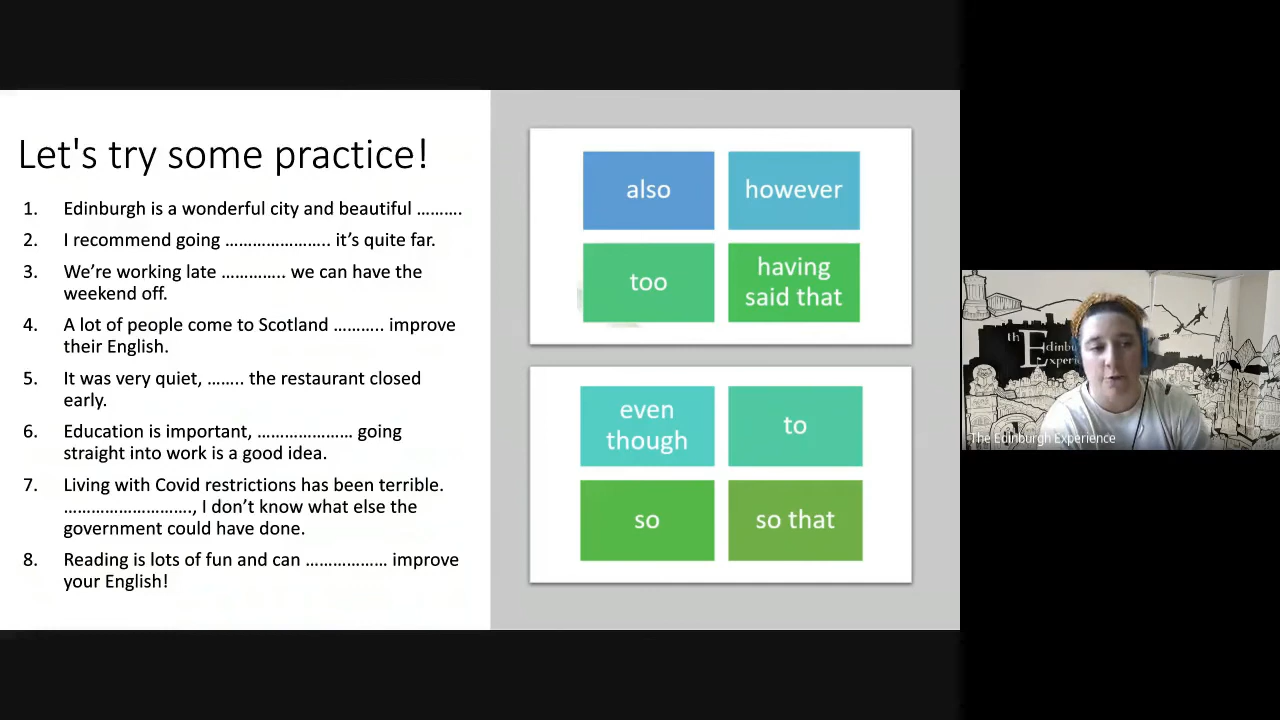 Let's try some practice!
1. Edinburgh is a wonderful city and beautiful ……….
2. I recommend going ………………….. it's quite far.
3. We're working late ………….. we can have the
weekend off.
4. A lot of people come to Scotland ……….. improve
their English.
5. It was very quiet, …….. the restaurant closed
early.
6. Education is important, ………………… going
straight into work is a good idea.
7. Living with Covid restrictions has been terrible.
………………………., I don't know what else the
government could have done.
8. Reading is lots of fun and can ……………… improve
your English!
also
however
too
having
said that
even
though
to
so
so that
The Edinburgh Experience